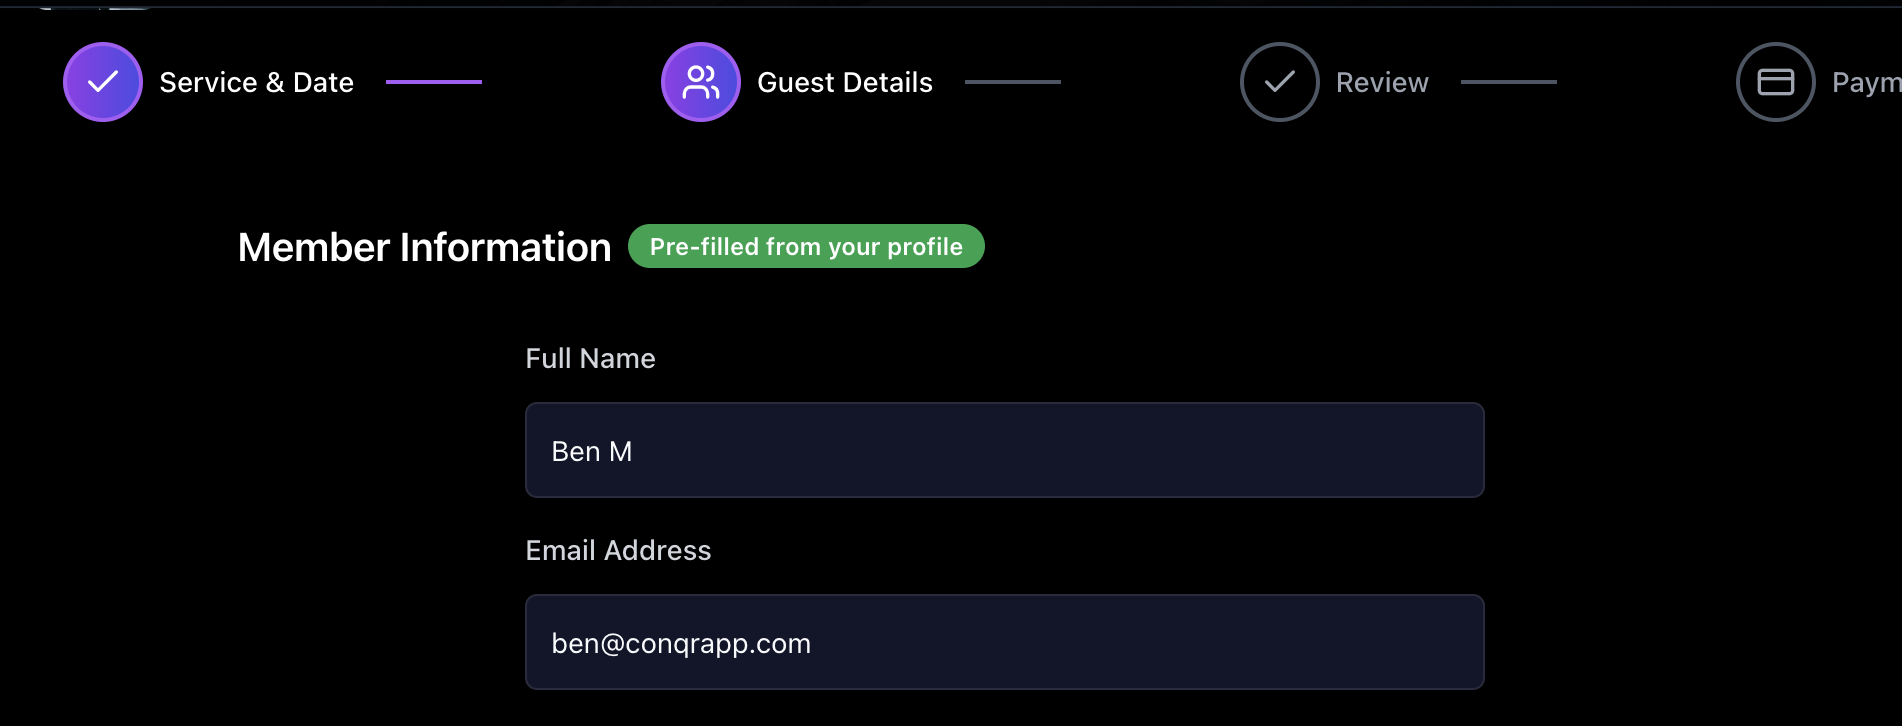 Service & Date
Guest Details
Review
Paym
Member Information
Pre-filled from your profile
Full Name
Ben M
Email Address
ben@conqrapp.com